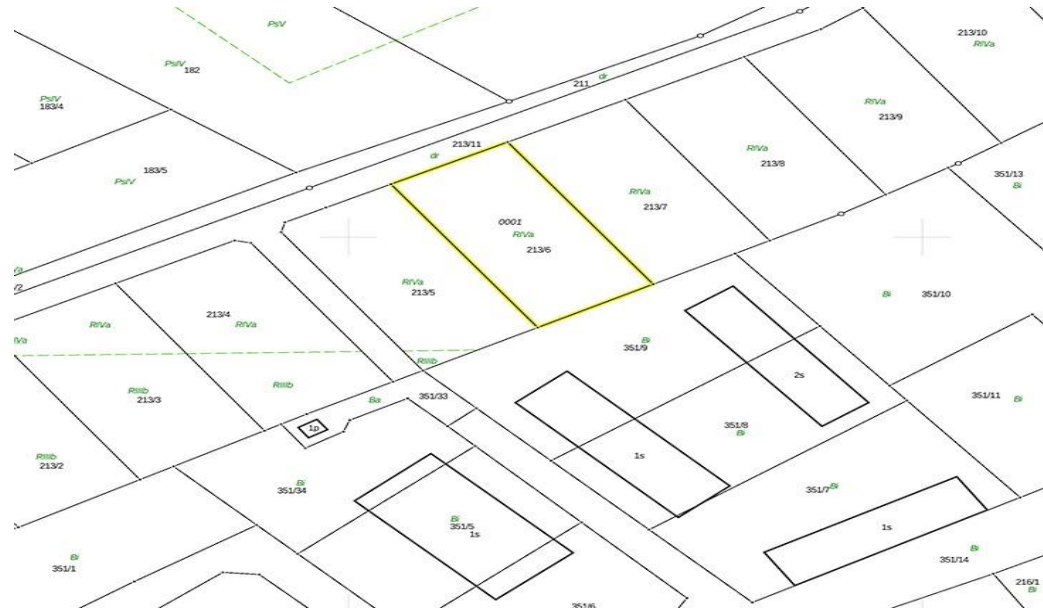 PsV
213/10
RIVa
PsIV
182
dr
211
PsIV
183/4
RIVa
213/9
213/11
dr
RIVa
213/8
183/5
PsIV
351/13
Bi
RIVa
213/7
0001
RIVa
213/6
RIVa
213/5
Bi
351/10
213/4
RIVa
RIVa
Bi
351/9
RIIIb
RIIIb
RIIIb
213/3
2s
Ba
351/33
351/11
Bi
1p
351/8
Bi
1s
RIIIb
213/2
Bi
351/34
351/7
Bi
Bi
351/5
1s
1s
Bi
351/14
Bi
351/1
216/1
Bi
351/6